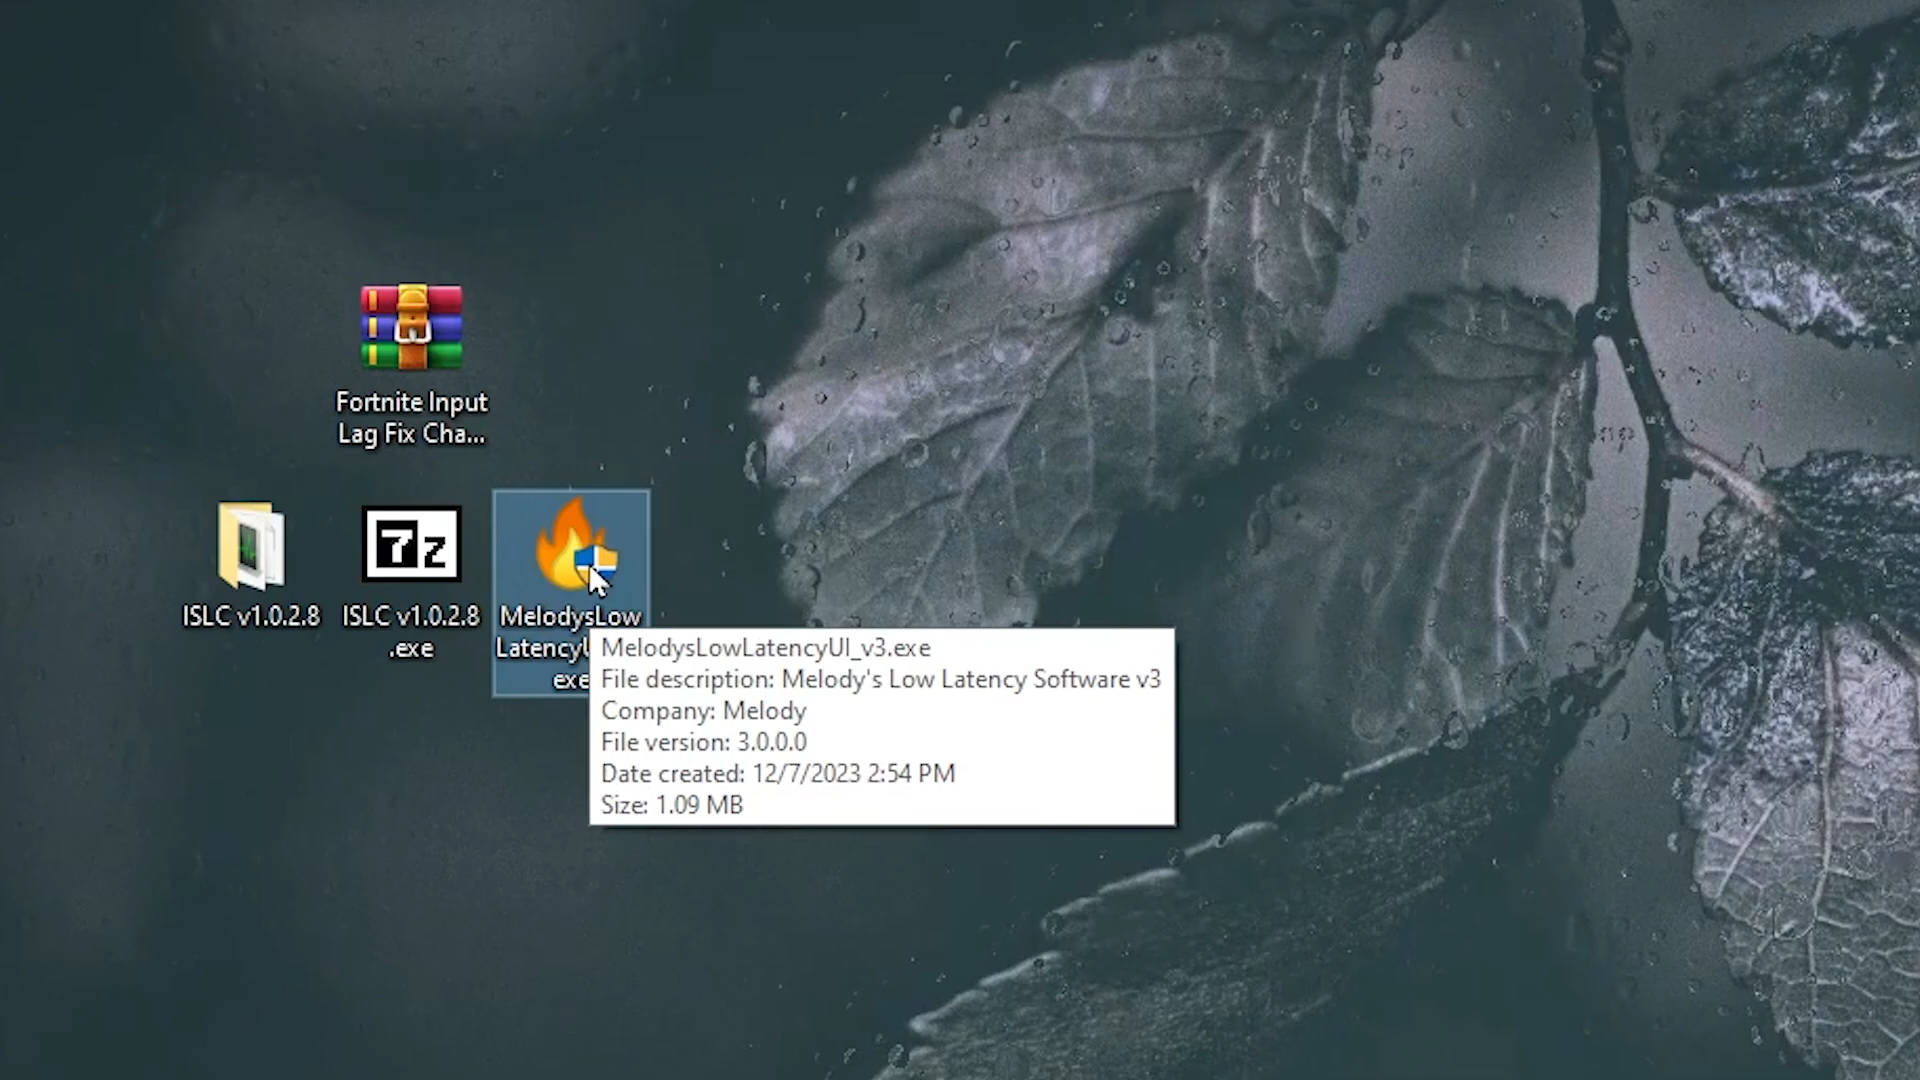 Fortnite Input
Lag Fix Cha...
7z
ISLC v1.0.2.8
ISLC v1.0.2.8
.exe
MelodysLow
Latency
exe
MelodysLowLatencyUI_v3.exe
File description: Melody's Low Latency Software v3
Company: Melody
File version: 3.0.0.0
Date created: 12/7/2023 2:54 PM
Size: 1.09 MB